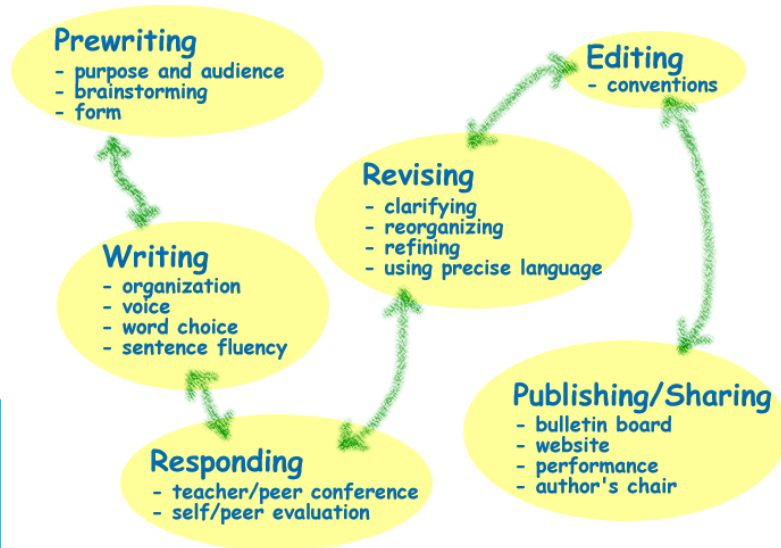 Prewriting
- purpose and audience
- brainstorming
- form
Writing
- organization
- voice
- word choice
- sentence fluency
Responding
- teacher/peer conference
- self/peer evaluation
Revising
- clarifying
- reorganizing
- refining
- using precise language
Editing
- conventions
Publishing/Sharing
- bulletin board
- website
- performance
- author's chair